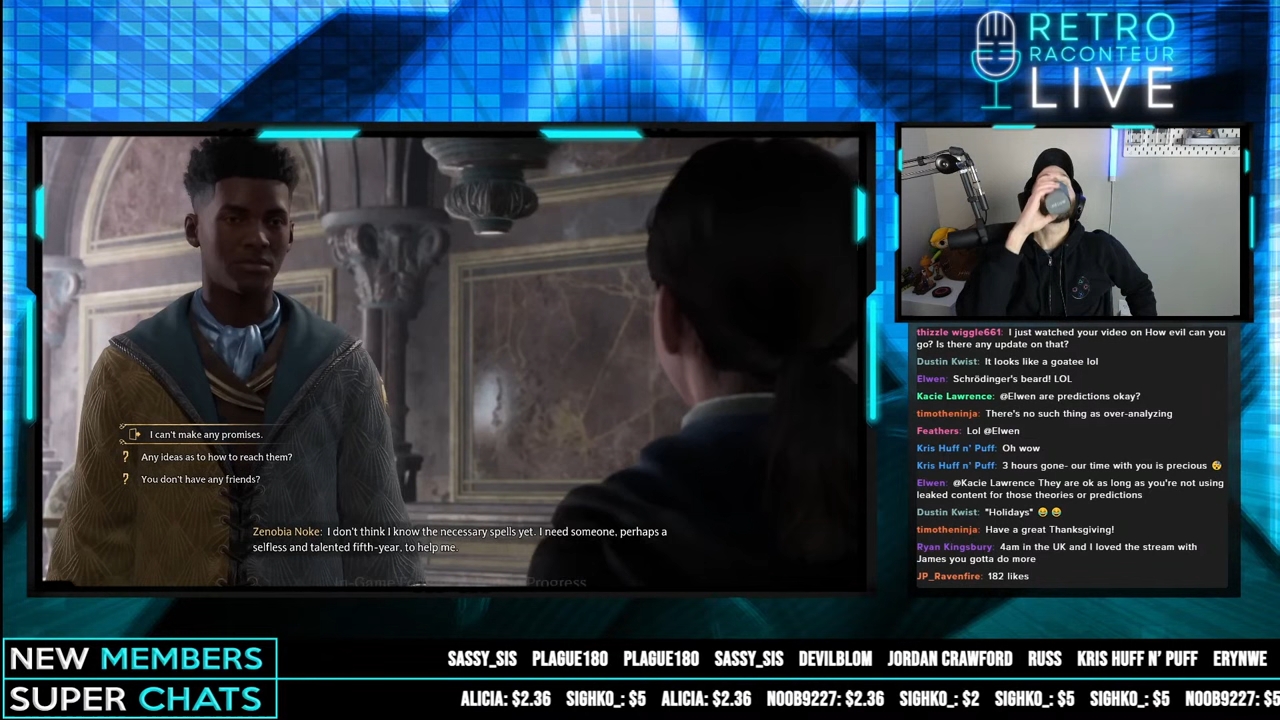 RETRO
RACONTEUR
LIVE
I can't make any promises.
Any ideas as to how to reach them?
You don't have any friends?
Zenobia Noke: I don't think I know the necessary spells yet. I need someone, perhaps a
selfless and talented fifth-year, to help me.
In-Game Progress
thizzle wiggle661: I just watched your video on How evil can you
go? Is there any update on that?
Dustin Kwist: It looks like a goatee lol
Elwen: Schrödinger's beard! LOL
Kacie Lawrence: @Elwen are predictions okay?
timotheninja: There's no such thing as over-analyzing
Feathers: Lol @Elwen
Kris Huff n' Puff: Oh wow
Kris Huff n' Puff: 3 hours gone- our time with you is precious 😲
Elwen: @Kacie Lawrence They are ok as long as you're not using
leaked content for those theories or predictions
Dustin Kwist: "Holidays" 😂 😂
timotheninja: Have a great Thanksgiving!
Ryan Kingsbury: 4am in the UK and I loved the stream with
James you gotta do more
JP_Ravenfire: 182 likes
NEW MEMBERS SASSY_SIS PLAGUE180 PLAGUE180 SASSY_SIS DEVILBLOM JORDAN CRAWFORD RUSS KRIS HUFF N' PUFF ERYNWE
SUPER CHATS ALICIA: $2.36 SIGHKO_: $5 ALICIA: $2.36 NOOB9227: $2.36 SIGHKO_: $2 SIGHKO_: $5 SIGHKO_: $5 NOOB9227: $5